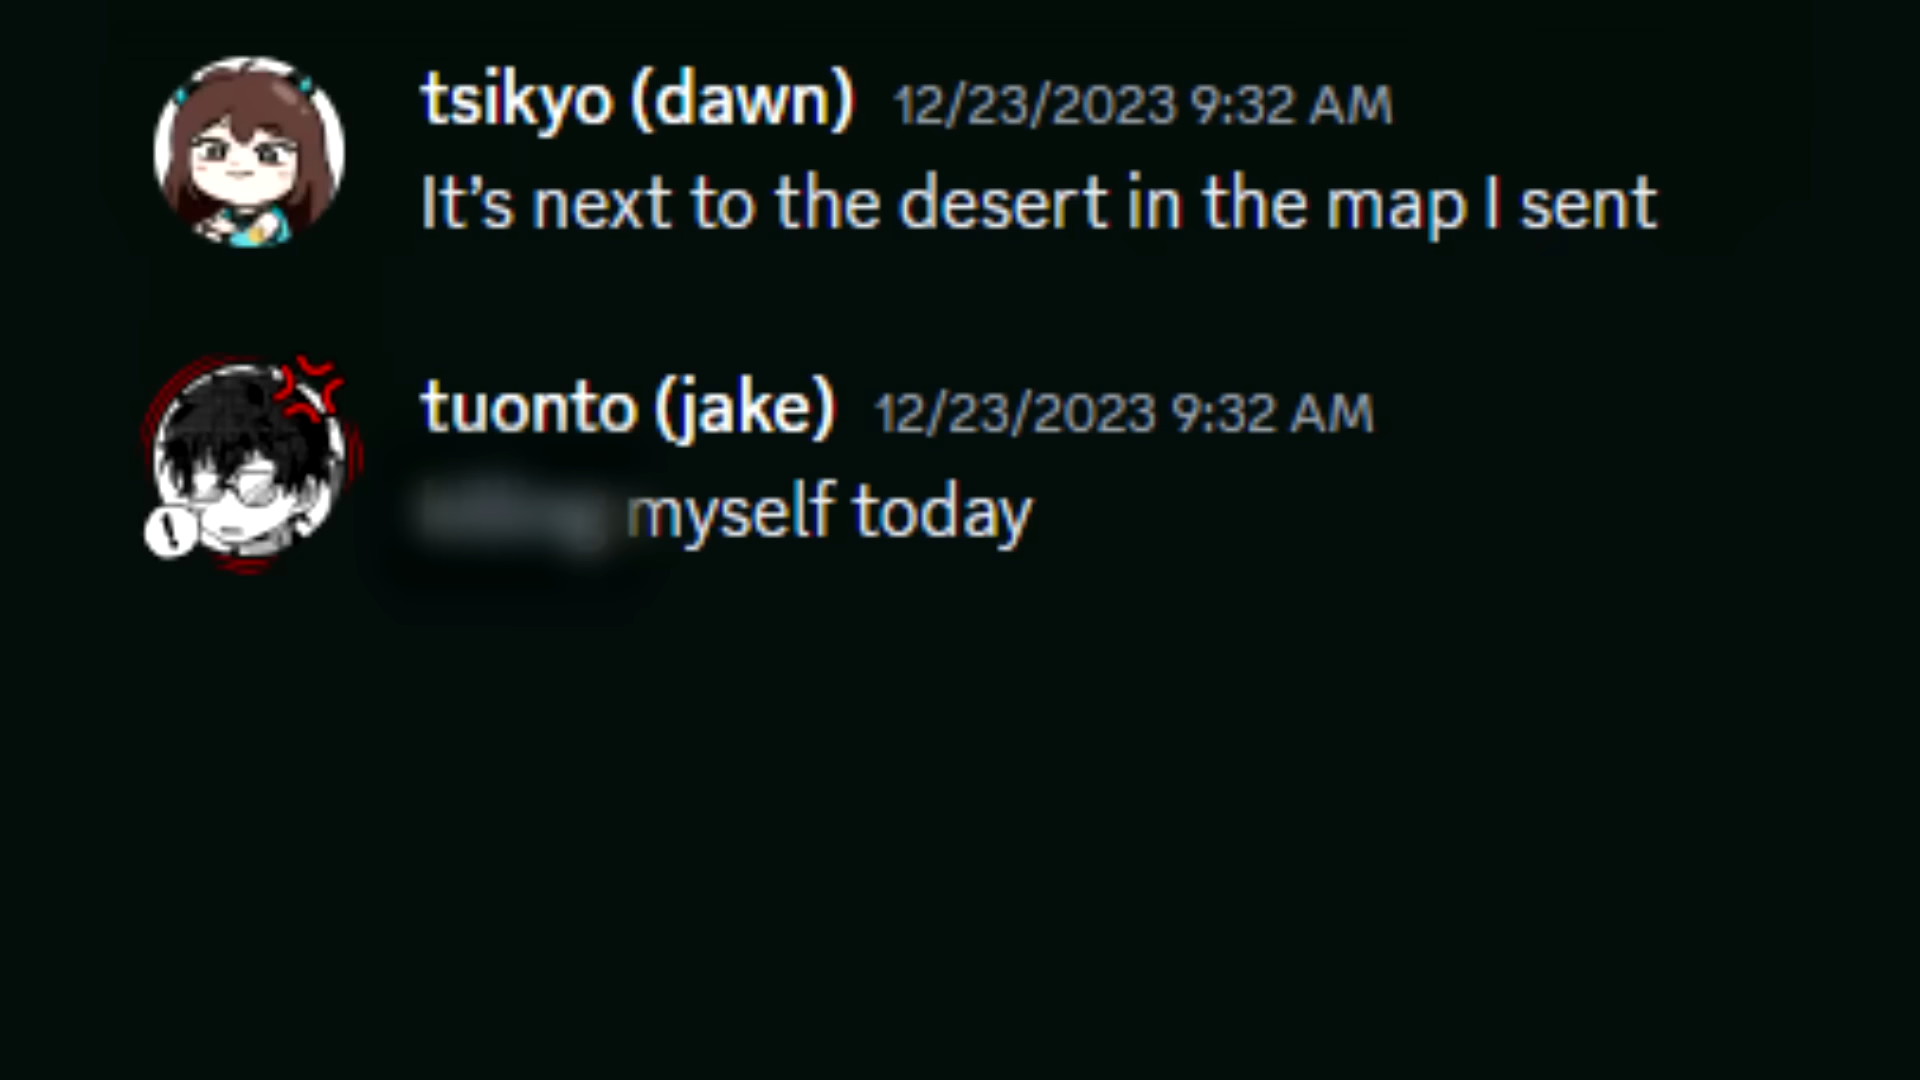 tsikyo (dawn) 12/23/2023 9:32 AM
It’s next to the desert in the map I sent
tuonto (jake) 12/23/2023 9:32 AM
myself today